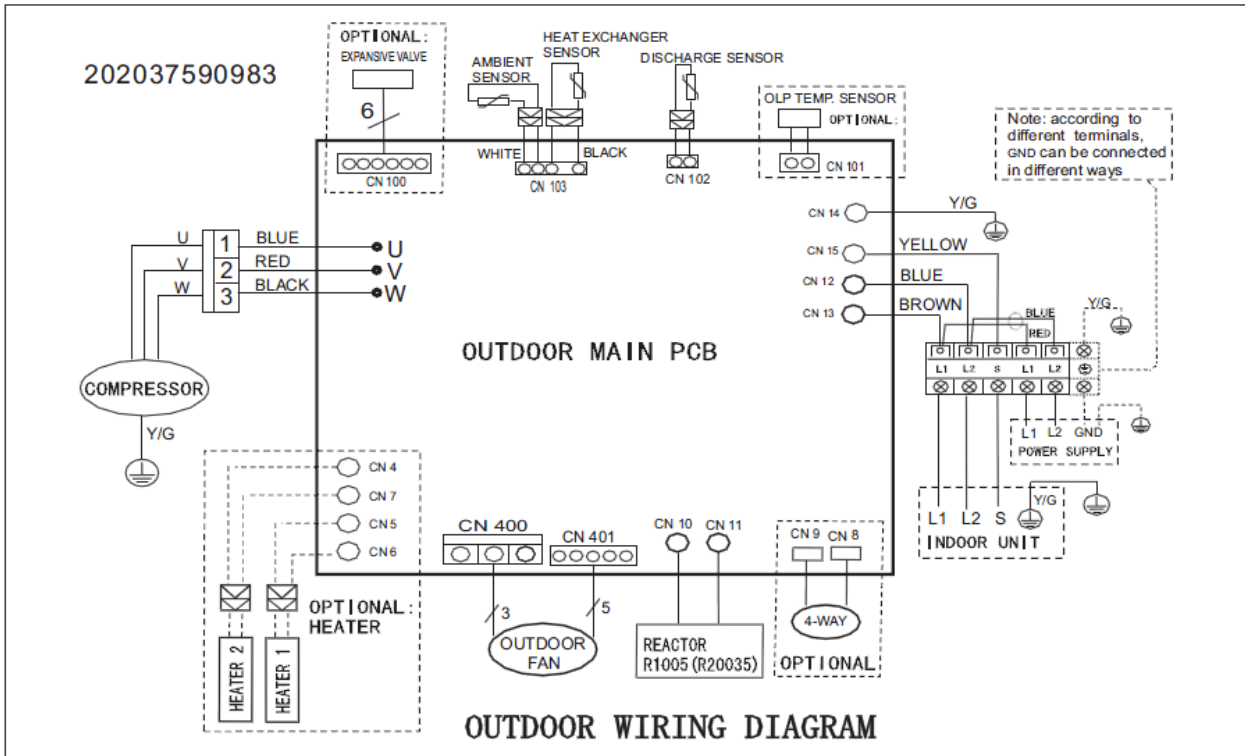 202037590983
OPTIONAL:
EXPANSIVE VALVE
6
CN 100
AMBIENT
SENSOR
HEAT EXCHANGER
SENSOR
WHITE
BLACK
CN 103
DISCHARGE SENSOR
CN 102
OLP TEMP. SENSOR
OPTIONAL:
CN 101
Note: according to
different terminals,
GND can be connected
in different ways
U 1 BLUE U
V 2 RED V
W 3 BLACK W
COMPRESSOR
Y/G
OUTDOOR MAIN PCB
CN 14 Y/G
CN 15 YELLOW
CN 12 BLUE
CN 13 BROWN
BLUE
RED
Y/G
L1 L2 S L1 L2
L1 L2 GND
POWER SUPPLY
Y/G
L1 L2 S
INDOOR UNIT
CN 4
CN 7
CN 5
CN 6
OPTIONAL:
HEATER
HEATER 2
HEATER 1
CN 400
CN 401
3
5
OUTDOOR
FAN
CN 10 CN 11
REACTOR
R1005 (R20035)
CN 9 CN 8
4-WAY
OPTIONAL
OUTDOOR WIRING DIAGRAM